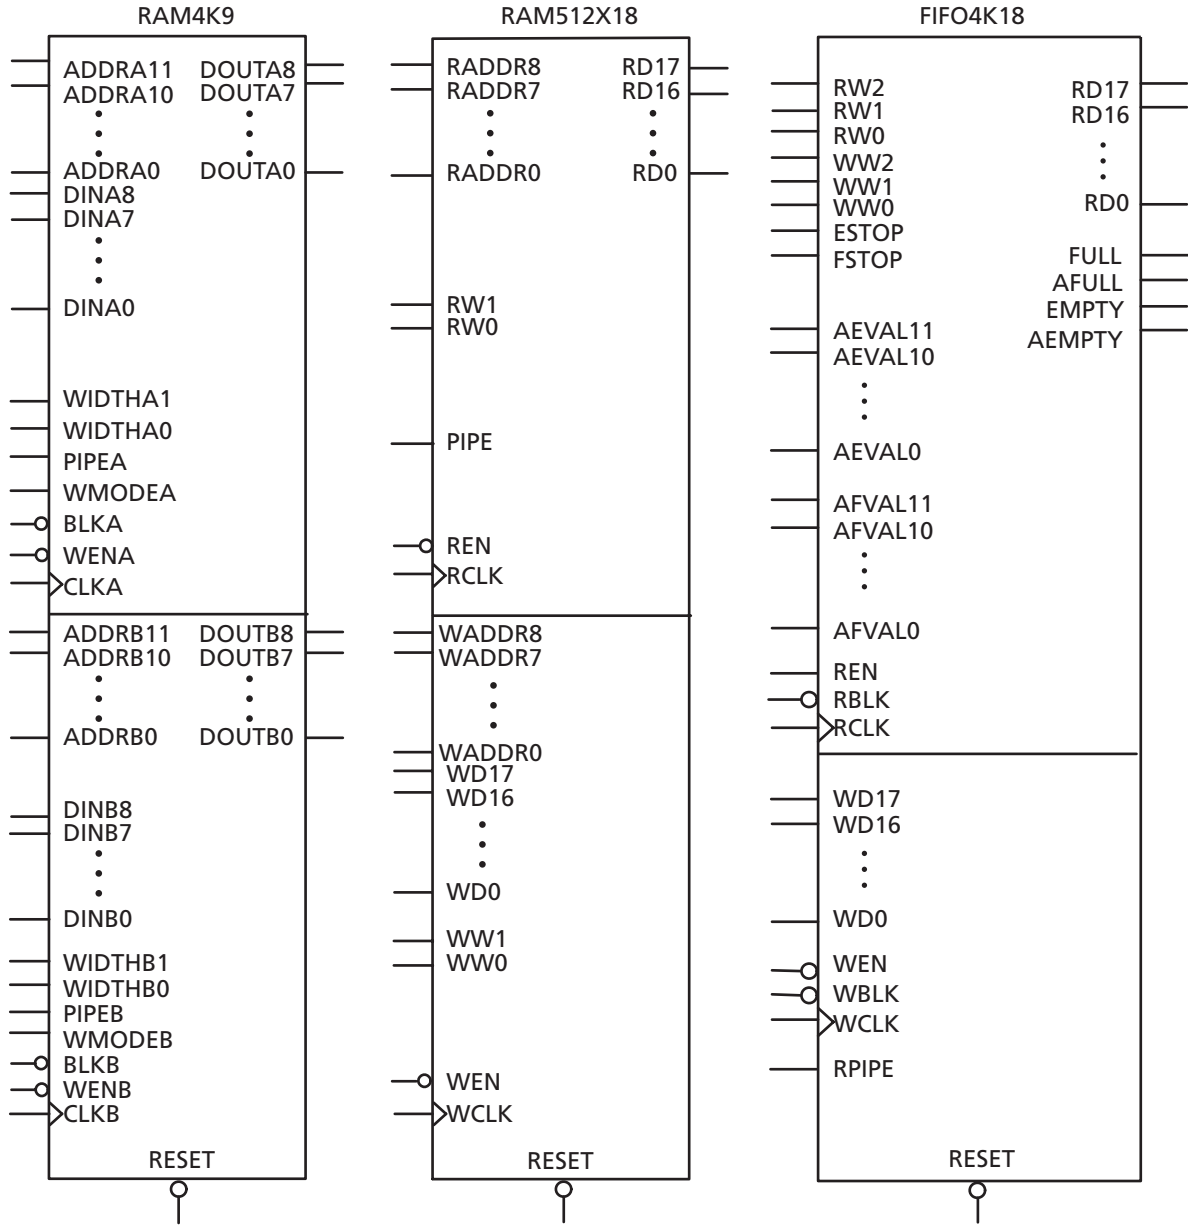 RAM4K9
ADDRA11 DOUTA8
ADDRA10 DOUTA7
ADDRA0 DOUTA0
DINA8
DINA7
DINA0
WIDTHA1
WIDTHA0
PIPEA
WMODEA
BLKA
WENA
CLKA
ADDRB11 DOUTB8
ADDRB10 DOUTB7
ADDRB0 DOUTB0
DINB8
DINB7
DINB0
WIDTHB1
WIDTHB0
PIPEB
WMODEB
BLKB
WENB
CLKB
RESET
RAM512X18
RADDR8 RD17
RADDR7 RD16
RADDR0 RD0
RW1
RW0
PIPE
REN
RCLK
WADDR8
WADDR7
WADDR0
WD17
WD16
WD0
WW1
WW0
WEN
WCLK
RESET
FIFO4K18
RW2 RD17
RW1 RD16
RW0
WW2
WW1
WW0 RD0
ESTOP
FSTOP FULL
AFULL
EMPTY
AEVAL11 AEMPTY
AEVAL10
AEVAL0
AFVAL11
AFVAL10
AFVAL0
REN
RBLK
RCLK
WD17
WD16
WD0
WEN
WBLK
WCLK
RPIPE
RESET